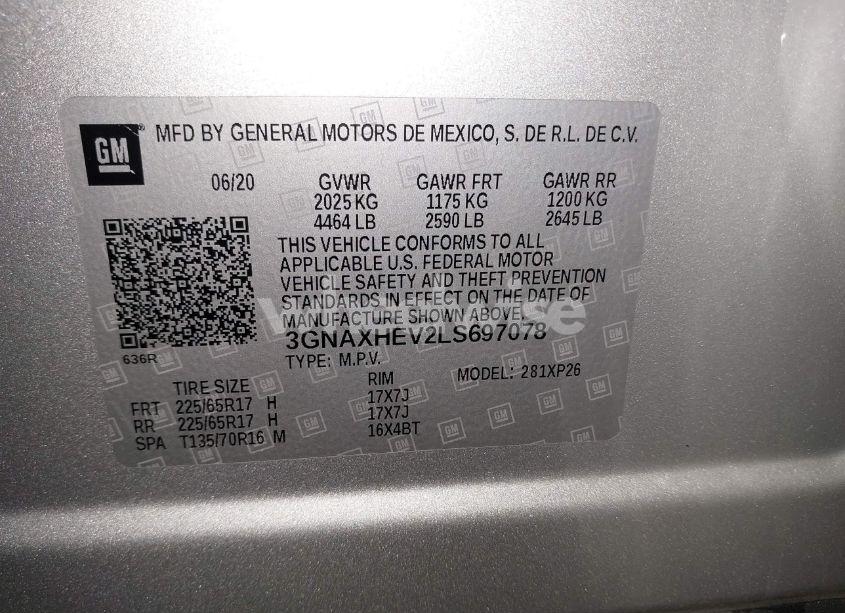 GM
MFD BY GENERAL MOTORS DE MEXICO, S. DE R.L. DE C.V.
06/20 GVWR GAWR FRT GAWR RR
2025 KG 1175 KG 1200 KG
4464 LB 2590 LB 2645 LB
THIS VEHICLE CONFORMS TO ALL
APPLICABLE U.S. FEDERAL MOTOR
VEHICLE SAFETY AND THEFT PREVENTION
STANDARDS IN EFFECT ON THE DATE OF
MANUFACTURE SHOWN ABOVE.
3GNAXHEV2LS697078
636R
TYPE: M.P.V. MODEL: 281XP26
TIRE SIZE RIM
FRT 225/65R17 H 17X7J
RR 225/65R17 H 17X7J
SPA T135/70R16 M 16X4BT